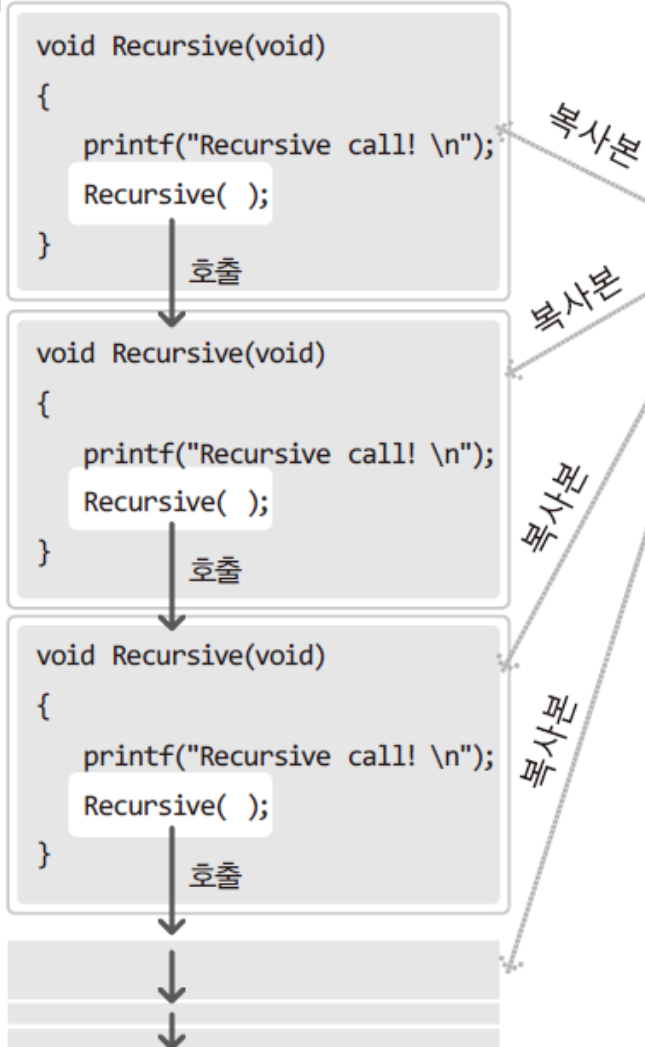 void Recursive(void)
{
printf("Recursive call! \n");
Recursive( );
}
호출
복사본
void Recursive(void)
{
printf("Recursive call! \n");
Recursive( );
}
호출
복사본
void Recursive(void)
{
printf("Recursive call! \n");
Recursive( );
}
호출
복사본
복사본